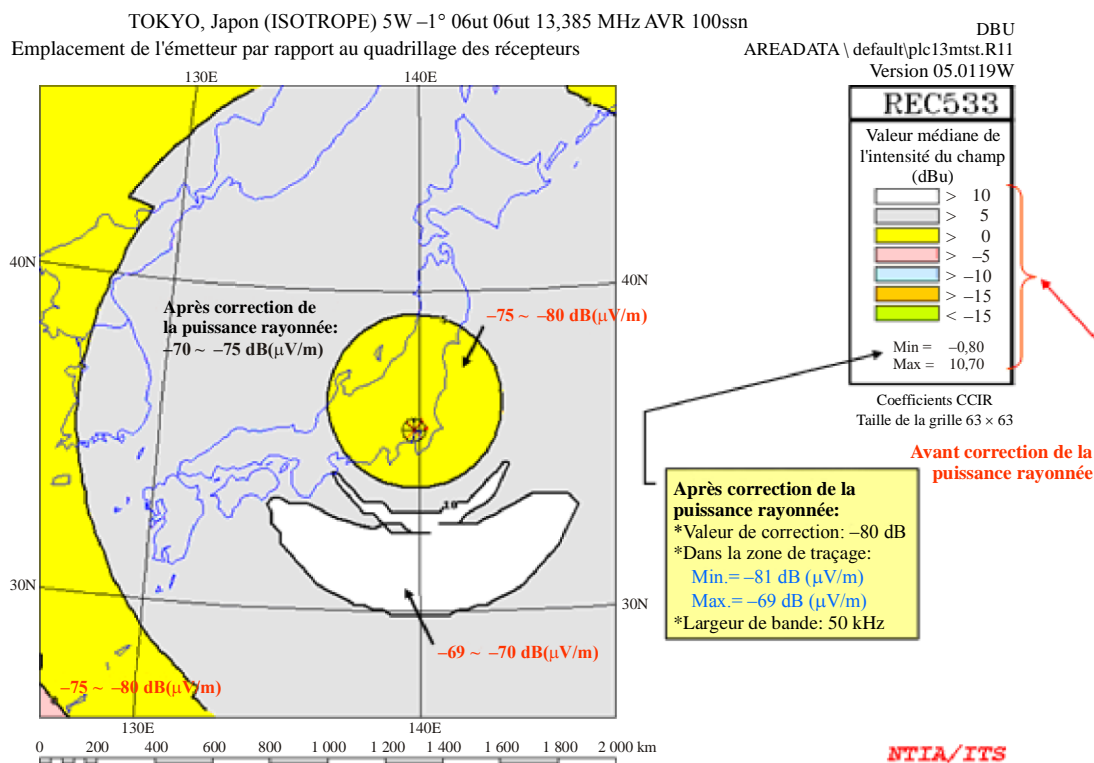 TOKYO, Japon (ISOTROPE) 5W –1° 06ut 06ut 13,385 MHz AVR 100ssn
Emplacement de l'émetteur par rapport au quadrillage des récepteurs
DBU
AREADATA \ default\plc13mtst.R11
Version 05.0119W
130E
140E
REC533
Valeur médiane de
l'intensité du champ
(dBu)
> 10
> 5
> 0
> –5
> –10
> –15
< –15
Min = –0,80
Max = 10,70
Coefficients CCIR
Taille de la grille 63 × 63
Avant correction de la
puissance rayonnée
40N
40N
Après correction de
la puissance rayonnée:
–70 ~ –75 dB(µV/m)
–75 ~ –80 dB(µV/m)
10
Après correction de la
puissance rayonnée:
*Valeur de correction: –80 dB
*Dans la zone de traçage:
Min.= –81 dB (µV/m)
Max.= –69 dB (µV/m)
*Largeur de bande: 50 kHz
30N
30N
–69 ~ –70 dB(µV/m)
–75 ~ –80 dB(µV/m)
130E
140E
0 200 400 600 800 1 000 1 200 1 400 1 600 1 800 2 000 km
NTIA/ITS